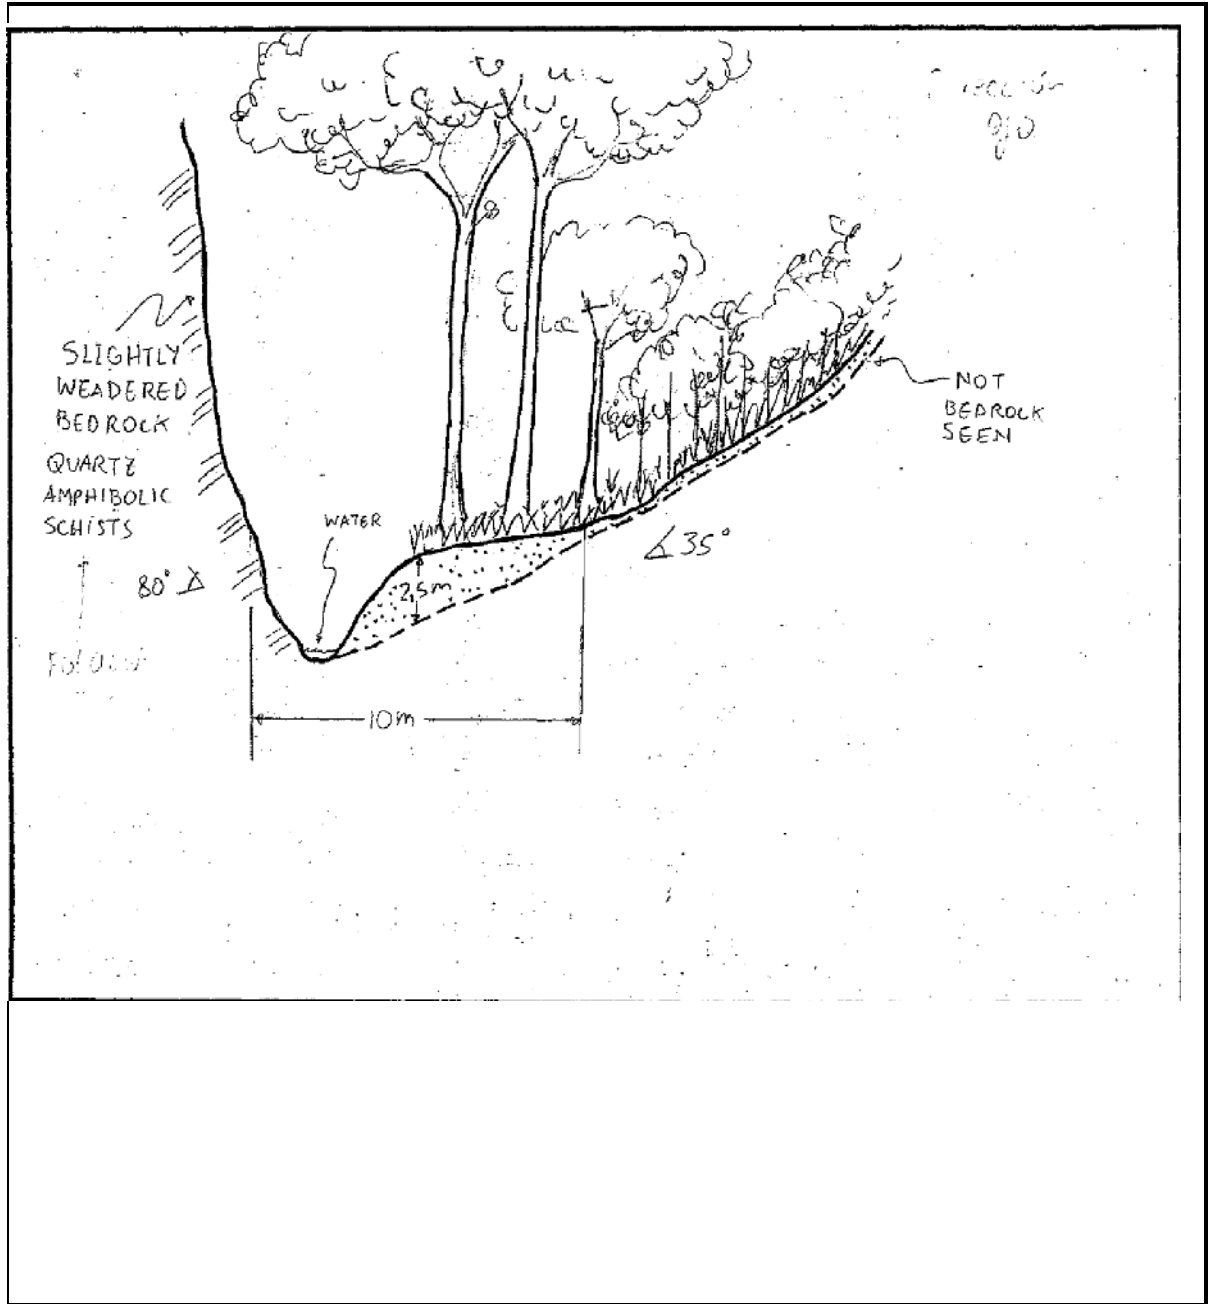 SLIGHTLY
WEADERED
BEDROCK
QUARTZ
AMPHIBOLIC
SCHISTS
WATER
NOT
BEDROCK
SEEN
35°
80°
2,5m
10m